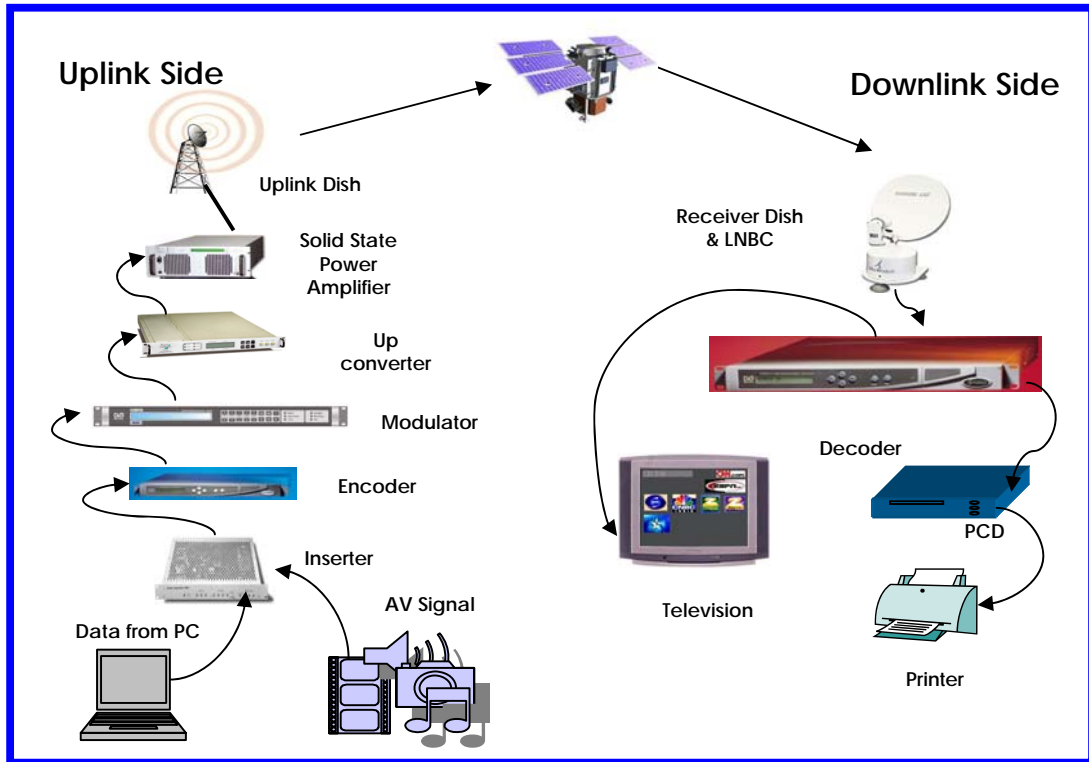 Uplink Side
Downlink Side
Uplink Dish
Receiver Dish
& LNBC
Solid State
Power
Amplifier
Up
converter
Modulator
Decoder
Encoder
PCD
Inserter
AV Signal
Television
Data from PC
Printer
CNBC